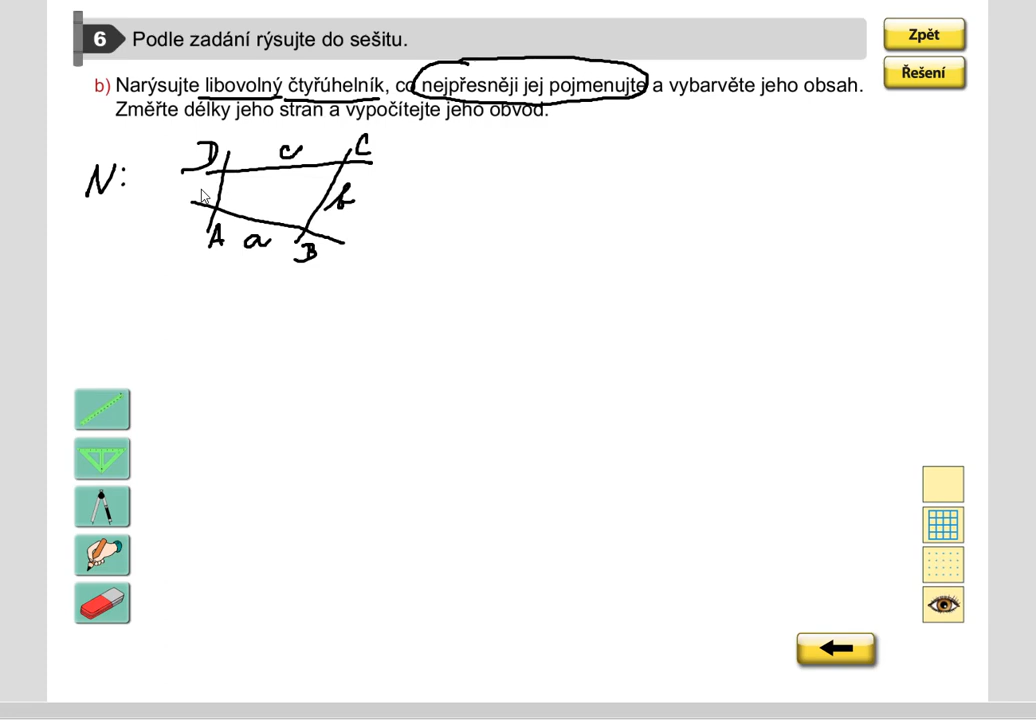 6 Podle zadání rýsujte do sešitu.
Zpět
Řešení
b) Narýsujte libovolný čtyřúhelník, co nejpřesněji jej pojmenujte a vybarvěte jeho obsah.
Změřte délky jeho stran a vypočítejte jeho obvod.
N:
D c C
b
A a B